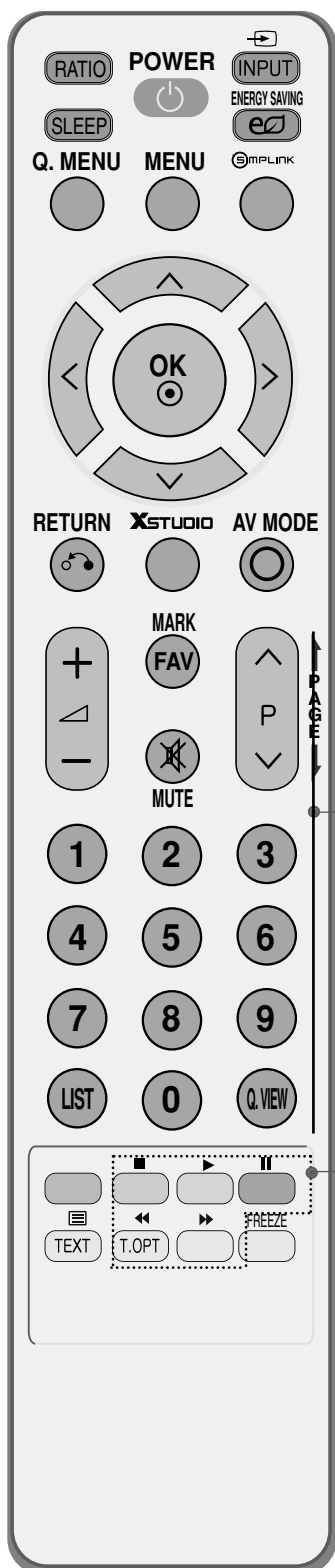 RATIO POWER INPUT
ENERGY SAVING
SLEEP e
Q. MENU MENU SIMPLINK
OK
RETURN XSTUDIO AV MODE
MARK
FAV
P
PAGE
MUTE
1 2 3
4 5 6
7 8 9
LIST 0 Q. VIEW
FREEZE
TEXT T.OPT